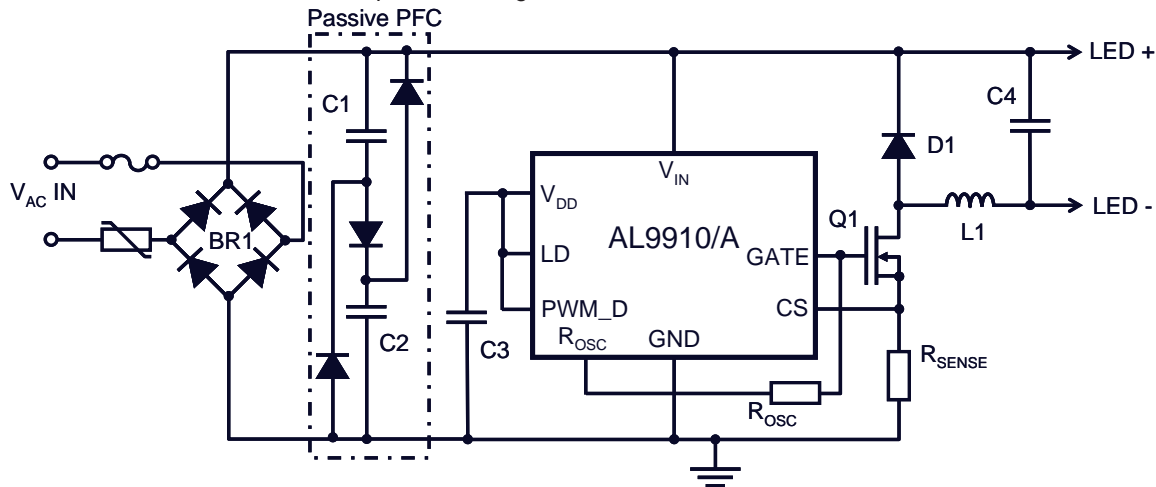 Passive PFC
LED +
C1
C4
D1
V_IN
V_AC IN
V_DD
LED -
BR1
Q1
L1
AL9910/A
LD
GATE
PWM_D
CS
C2
C3
R_OSC
GND
R_SENSE
R_OSC